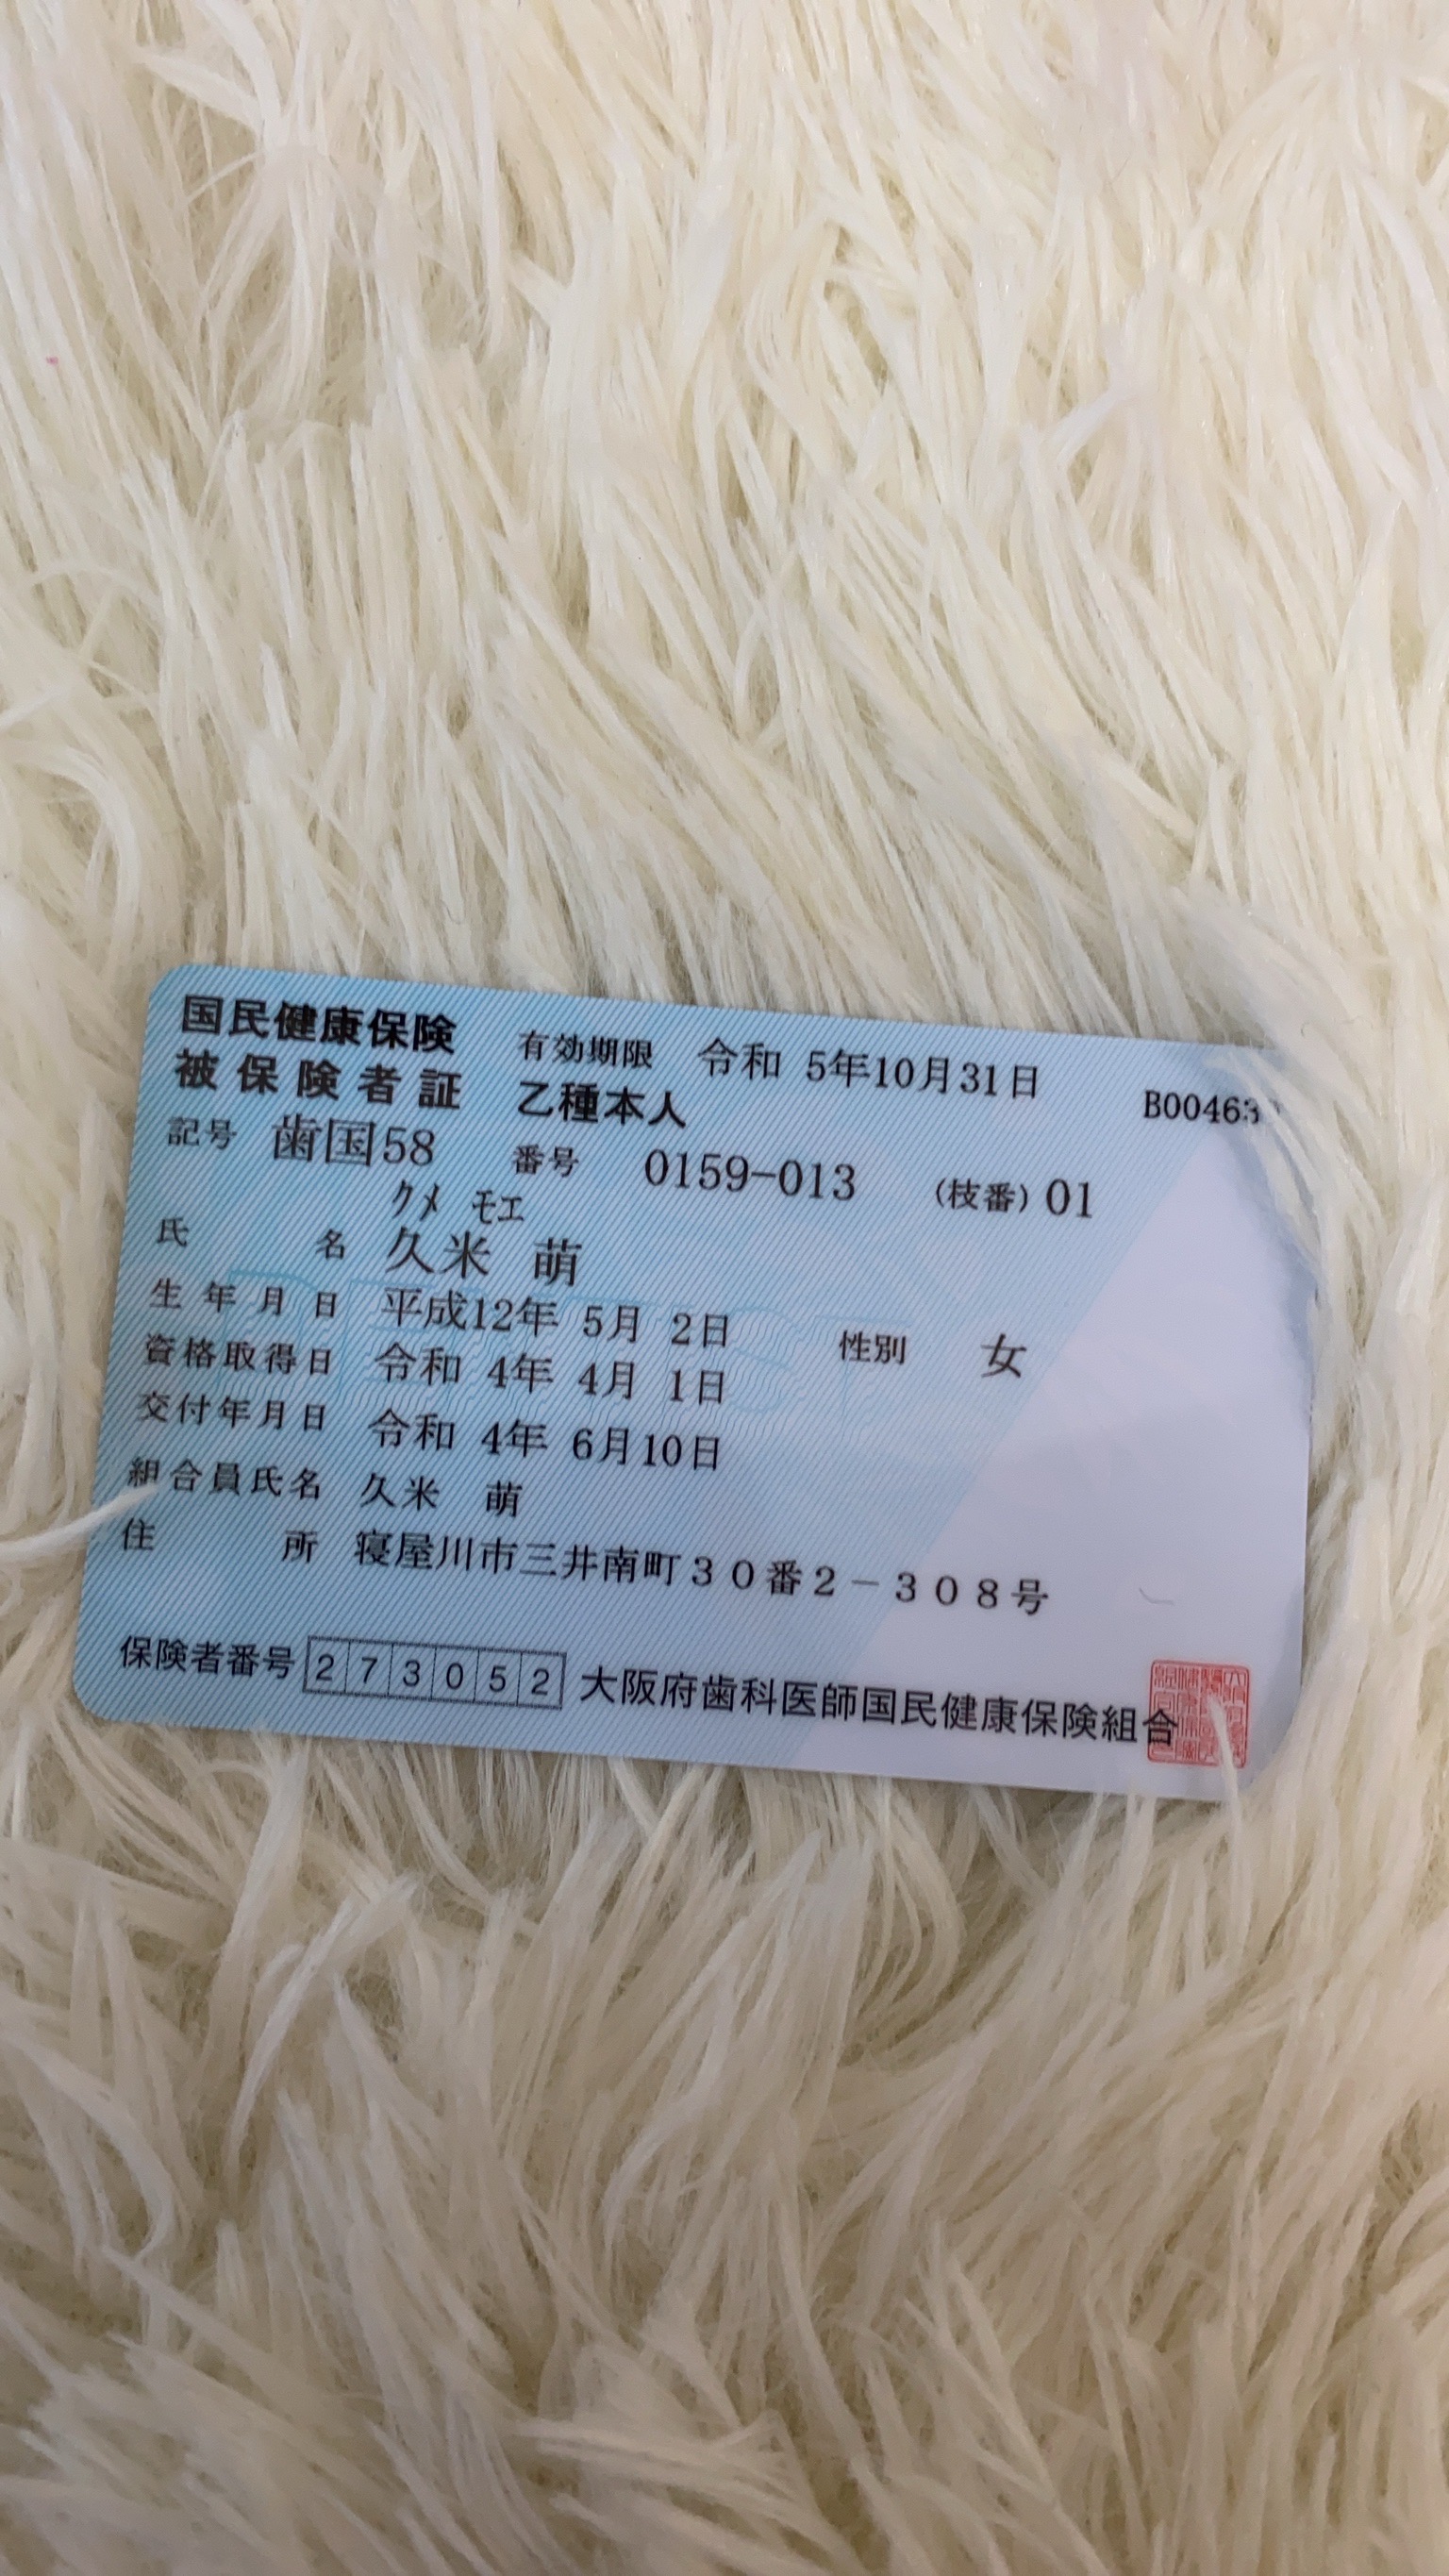 国民健康保険 有効期限 令和 5年10月31日
被保険者証 乙種本人
記号 歯国58 番号 0159-013 (枝番) 01
クメ モエ
氏名 久米 萌
生年月日 平成12年 5月 2日 性別 女
資格取得日 令和 4年 4月 1日
交付年月日 令和 4年 6月10日
組合員氏名 久米 萌
住所 寝屋川市三井南町30番2-308号
保険者番号 273052 大阪府歯科医師国民健康保険組合